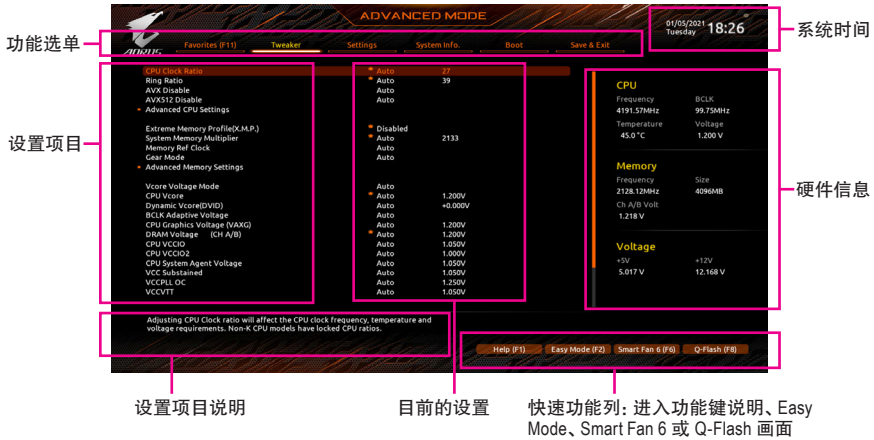 ADVANCED MODE
01/05/2021
Tuesday
18:26
系统时间
功能选单
AORUS
Favorites (F11) Tweaker Settings System Info. Boot Save & Exit
CPU Clock Ratio Auto 27
Ring Ratio Auto 39
AVX Disable Auto
AVX512 Disable Auto
Advanced CPU Settings
Extreme Memory Profile(X.M.P.) Disabled
System Memory Multiplier Auto 2133
Memory Ref Clock Auto
Gear Mode Auto
Advanced Memory Settings
Vcore Voltage Mode Auto
CPU Vcore Auto 1.200V
Dynamic Vcore(DVID) Auto +0.000V
BCLK Adaptive Voltage Auto
CPU Graphics Voltage (VAXG) Auto 1.200V
DRAM Voltage (CH A/B) Auto 1.200V
CPU VCCIO Auto 1.050V
CPU VCCIO2 Auto 1.000V
CPU System Agent Voltage Auto 1.050V
VCC Substained Auto 1.050V
VCCPLL OC Auto 1.250V
VCCVTT Auto 1.050V
设置项目
CPU
Frequency BCLK
4191.57MHz 99.75MHz
Temperature Voltage
45.0 °C 1.200 V
Memory
Frequency Size
2128.12MHz 4096MB
Ch A/B Volt
1.218 V
Voltage
+5V +12V
5.017 V 12.168 V
硬件信息
Adjusting CPU Clock ratio will affect the CPU clock frequency, temperature and
voltage requirements. Non-K CPU models have locked CPU ratios.
Help (F1) Easy Mode (F2) Smart Fan 6 (F6) Q-Flash (F8)
设置项目说明
目前的设置
快速功能列: 进入功能键说明、Easy
Mode、Smart Fan 6 或 Q-Flash 画面